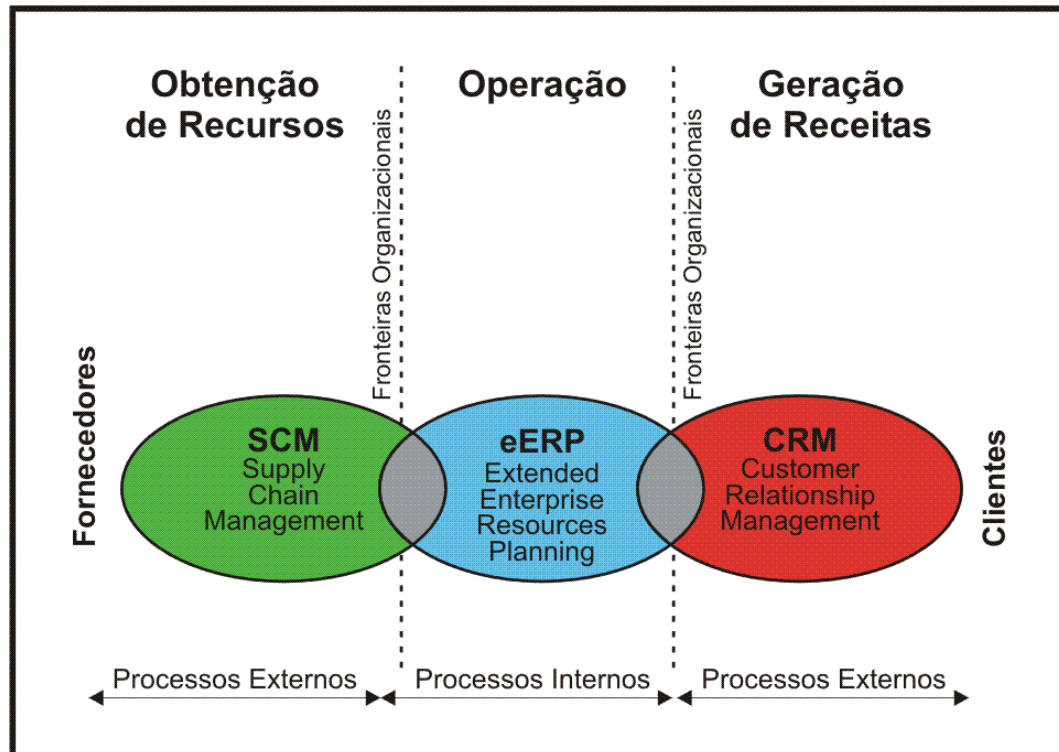 Obtenção
de Recursos
Operação
Geração
de Receitas
Fronteiras Organizacionais
Fronteiras Organizacionais
Fornecedores
SCM
Supply
Chain
Management
eERP
Extended
Enterprise
Resources
Planning
CRM
Customer
Relationship
Management
Clientes
Processos Externos
Processos Internos
Processos Externos